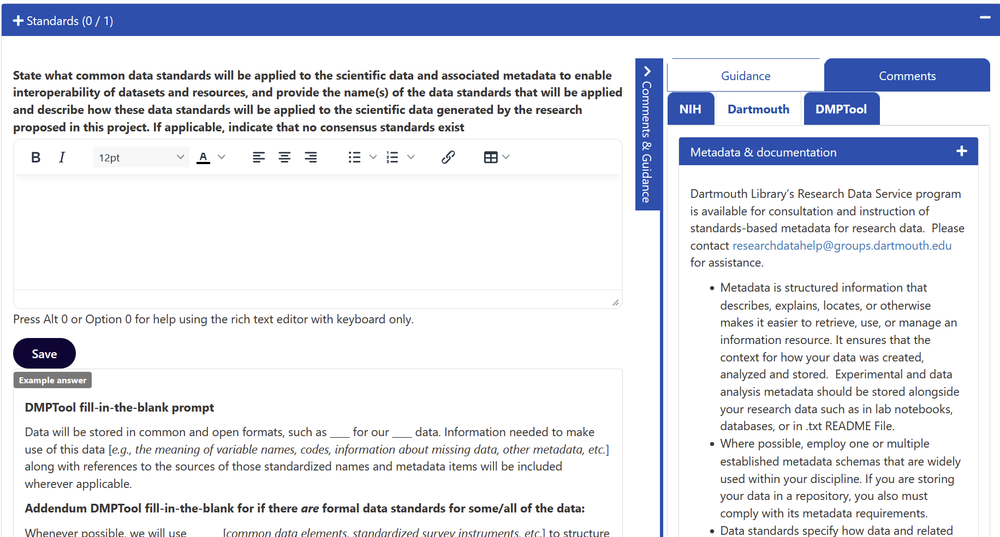 Standards (0 / 1)
State what common data standards will be applied to the scientific data and associated metadata to enable
interoperability of datasets and resources, and provide the name(s) of the data standards that will be applied
and describe how these data standards will be applied to the scientific data generated by the research
proposed in this project. If applicable, indicate that no consensus standards exist
B I 12pt A
Press Alt 0 or Option 0 for help using the rich text editor with keyboard only.
Save
Example answer
DMPTool fill-in-the-blank prompt
Data will be stored in common and open formats, such as ___ for our ___ data. Information needed to make
use of this data [e.g., the meaning of variable names, codes, information about missing data, other metadata, etc.]
along with references to the sources of those standardized names and metadata items will be included
wherever applicable.
Addendum DMPTool fill-in-the-blank for if there are formal data standards for some/all of the data:
Whenever possible, we will use _____ [common data elements, standardized survey instruments, etc.] to structure
Comments & Guidance
Guidance
Comments
NIH
Dartmouth
DMPTool
Metadata & documentation
Dartmouth Library’s Research Data Service program
is available for consultation and instruction of
standards-based metadata for research data.  Please
contact researchdatahelp@groups.dartmouth.edu
for assistance.
• Metadata is structured information that
describes, explains, locates, or otherwise
makes it easier to retrieve, use, or manage an
information resource. It ensures that the
context for how your data was created,
analyzed and stored.  Experimental and data
analysis metadata should be stored alongside
your research data such as in lab notebooks,
databases, or in .txt README File.
• Where possible, employ one or multiple
established metadata schemas that are widely
used within your discipline. If you are storing
your data in a repository, you also must
comply with its metadata requirements.
• Data standards specify how data and related